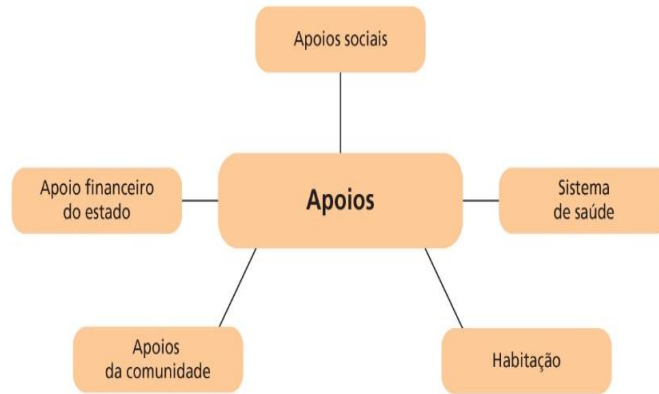 Apoios sociais
Apoio financeiro
do estado
Apoios
Sistema
de saúde
Apoios
da comunidade
Habitação